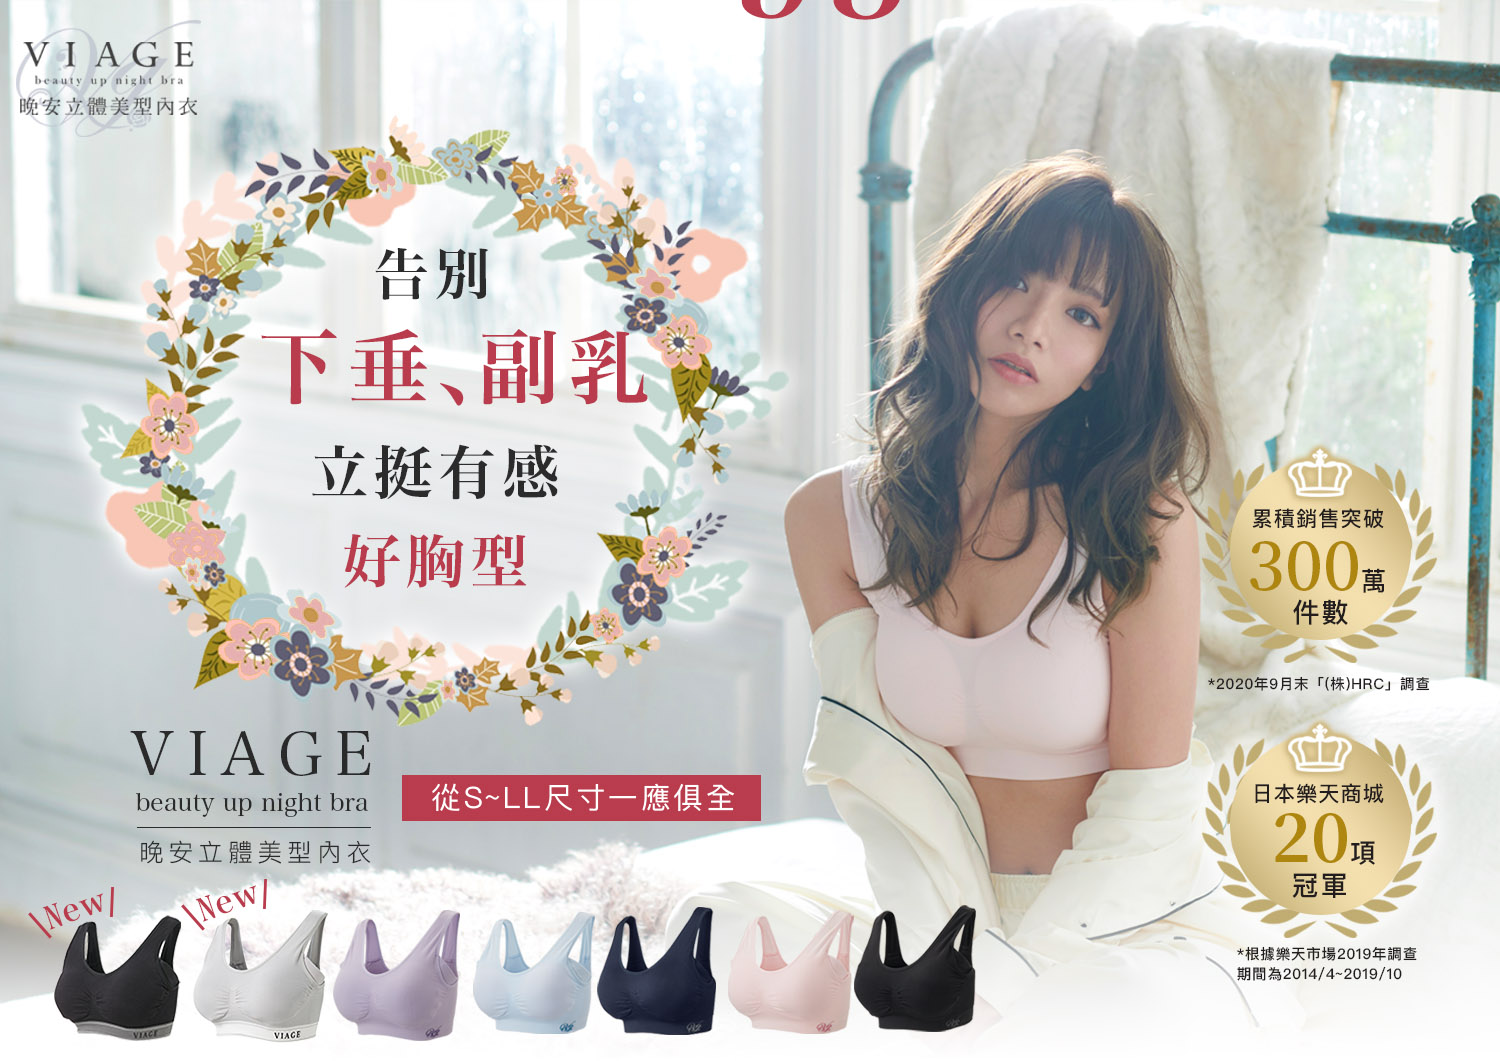 VIAGE
beauty up night bra
晚安立體美型內衣
告別
下垂、副乳
立挺有感
好胸型
VIAGE
beauty up night bra
晚安立體美型內衣
從S~LL尺寸一應俱全
累積銷售突破
300萬
件數
*2020年9月末「(株)HRC」調查
日本樂天商城
20項
冠軍
*根據樂天市場2019年調查
期間為2014/4~2019/10
\New/
\New/
VIAGE
VIAGE